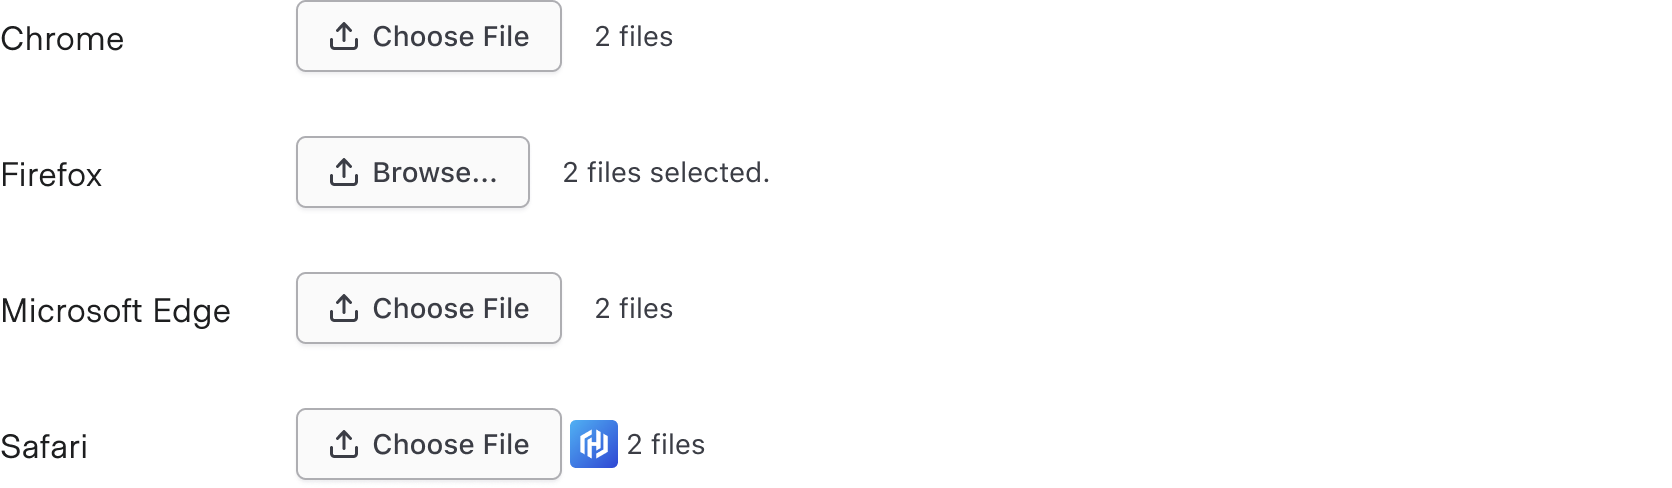 Chrome Choose File 2 files
Firefox Browse... 2 files selected.
Microsoft Edge Choose File 2 files
Safari Choose File 2 files